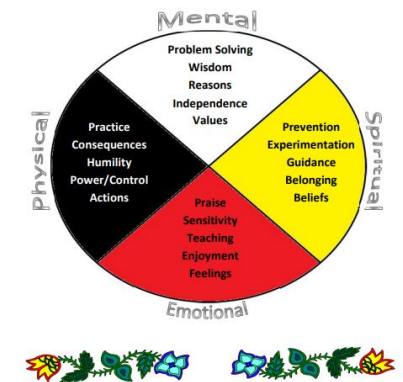 Mental
Problem Solving
Wisdom
Reasons
Independence
Values
Physical
Practice
Consequences
Humility
Power/Control
Actions
Spiritual
Prevention
Experimentation
Guidance
Belonging
Beliefs
Praise
Sensitivity
Teaching
Enjoyment
Feelings
Emotional